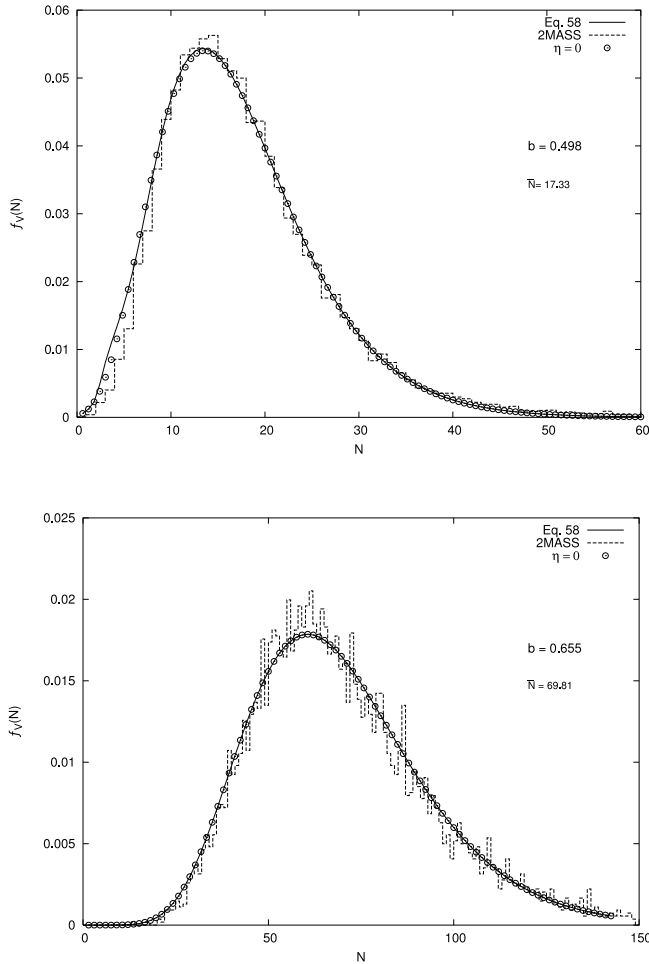 0.06
0.05
0.04
0.03
0.02
0.01
0
0
10
20
30
40
50
60
f_V(N)
N
Eq. 58
2MASS
η = 0
b = 0.498
N̅= 17.33
0.025
0.02
0.015
0.01
0.005
0
0
50
100
150
f_V(N)
N
Eq. 58
2MASS
η = 0
b = 0.655
N̅ = 69.81